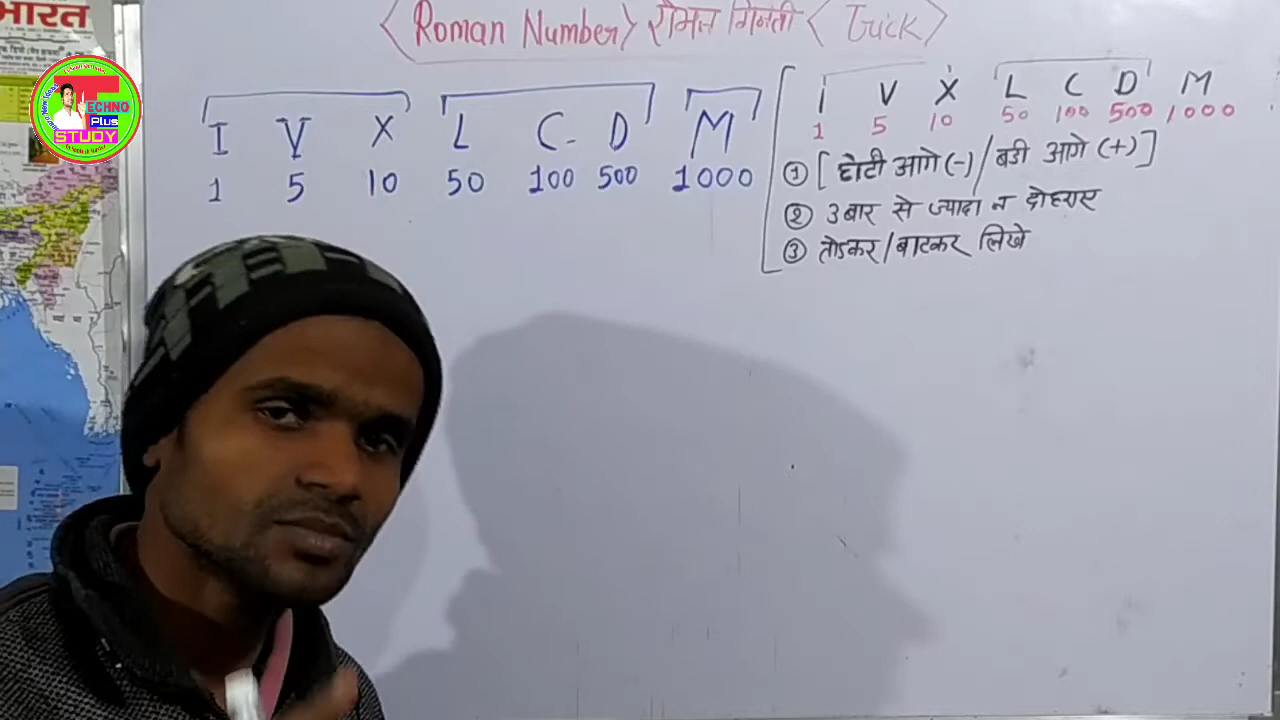 भारत
TECHNO
Plus
STUDY
<Roman Number> रोमन गिनती <Trick>
I V X L C D M
1 5 10 50 100 500 1000
I V X L C D M
1 5 10 50 100 500 1000
① [छोटी आगे (-) / बडी आगे (+)]
② 3 बार से ज्यादा न दोहराए
③ तोडकर/बाटकर लिखे